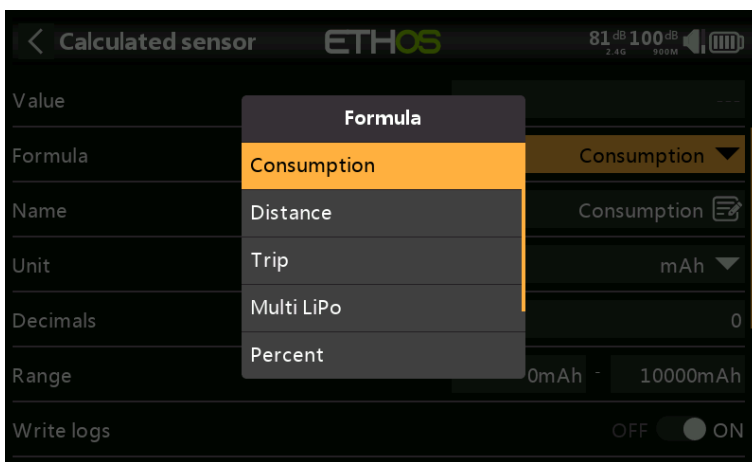 Calculated sensor ETHOS 81dB 2.4G 100dB 900M
Value ---
Formula
Formula Consumption
Consumption
Name Consumption
Distance
Unit mAh
Trip
Decimals 0
Multi LiPo
Percent
Range 0mAh - 10000mAh
Write logs OFF ON